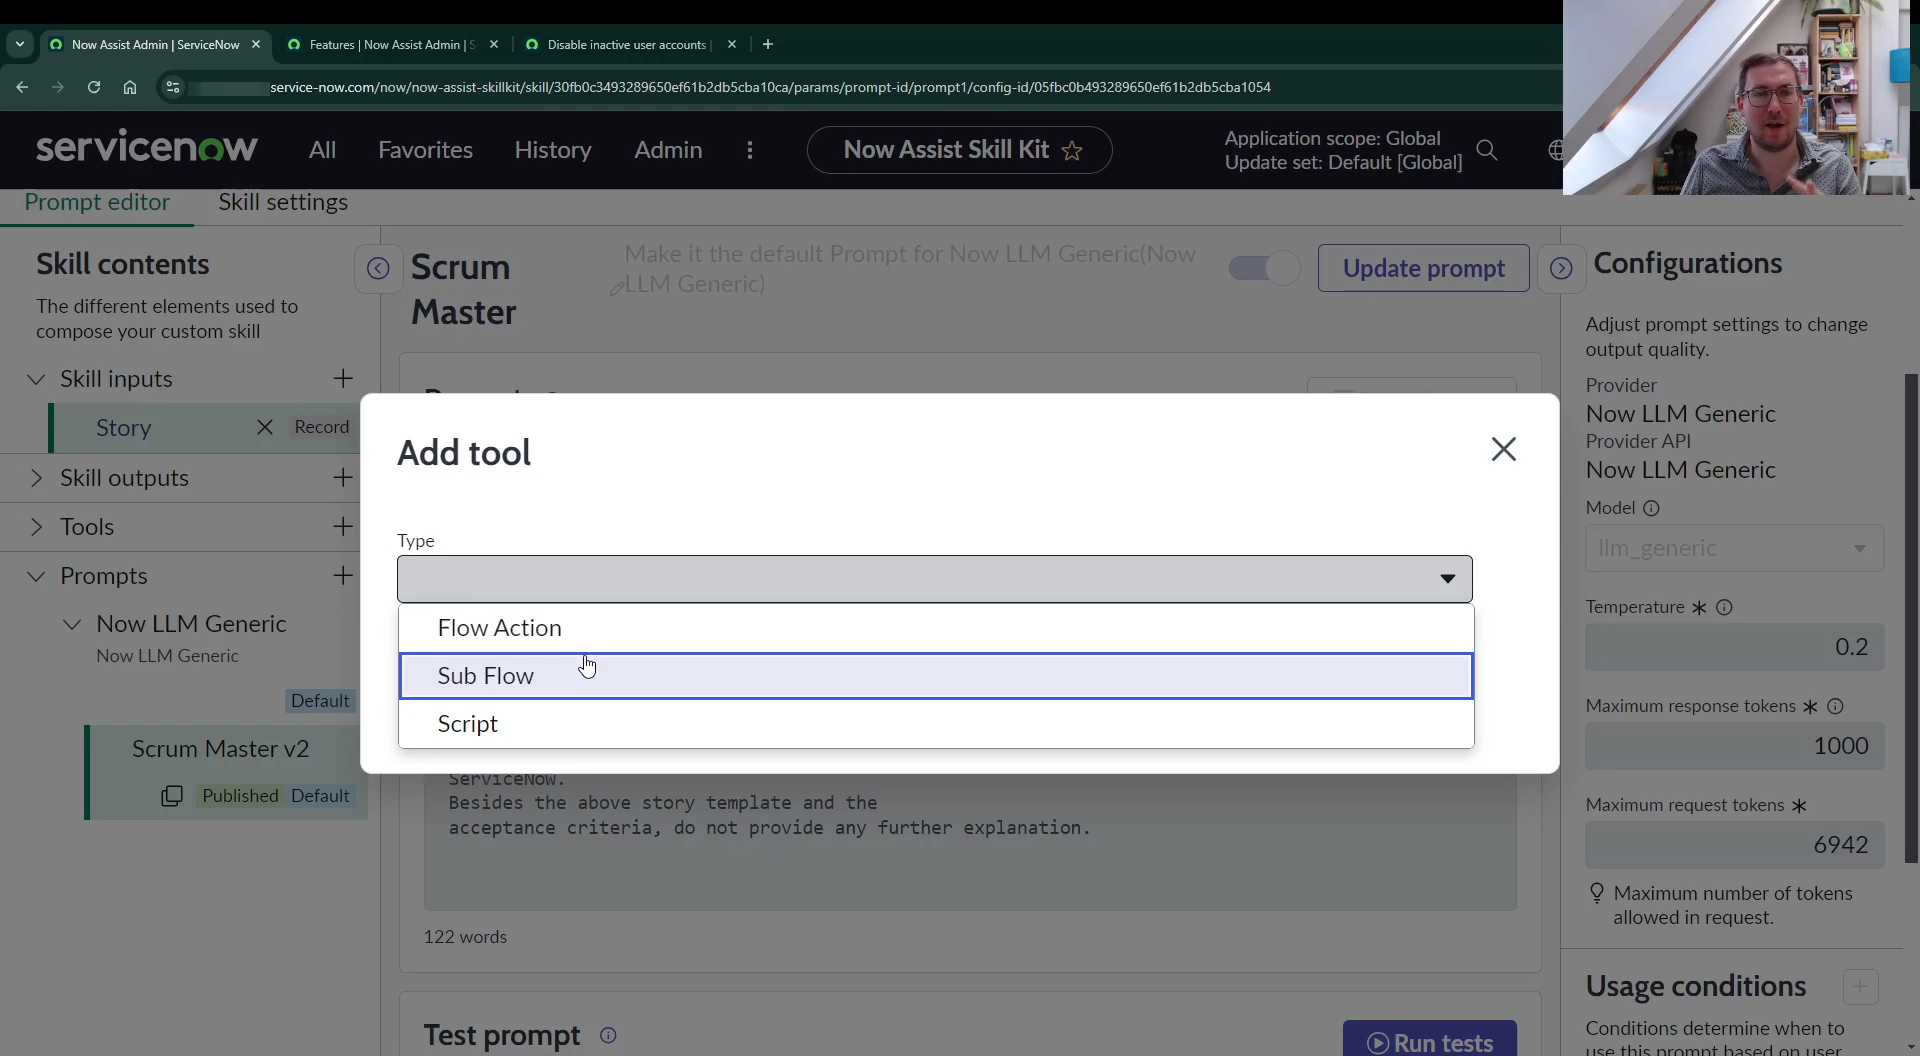 Now Assist Admin | ServiceNow
Features | Now Assist Admin | S
Disable inactive user accounts
service-now.com/now/now-assist-skillkit/skill/30fb0c3493289650ef61b2db5cba10ca/params/prompt-id/prompt1/config-id/05fbc0b493289650ef61b2db5cba1054
servicenow
All
Favorites
History
Admin
Now Assist Skill Kit
Application scope: Global
Update set: Default [Global]
Prompt editor
Skill settings
Skill contents
The different elements used to
compose your custom skill
Skill inputs
Story
Record
Skill outputs
Tools
Prompts
Now LLM Generic
Now LLM Generic
Default
Scrum Master v2
Published
Default
Scrum
Master
Make it the default Prompt for Now LLM Generic(Now
LLM Generic)
Update prompt
Add tool
Type
Flow Action
Sub Flow
Script
ServiceNow.
Besides the above story template and the
acceptance criteria, do not provide any further explanation.
122 words
Test prompt
Run tests
Configurations
Adjust prompt settings to change
output quality.
Provider
Now LLM Generic
Provider API
Now LLM Generic
Model
llm_generic
Temperature *
0.2
Maximum response tokens *
1000
Maximum request tokens *
6942
Maximum number of tokens
allowed in request.
Usage conditions
Conditions determine when to
use this prompt based on user